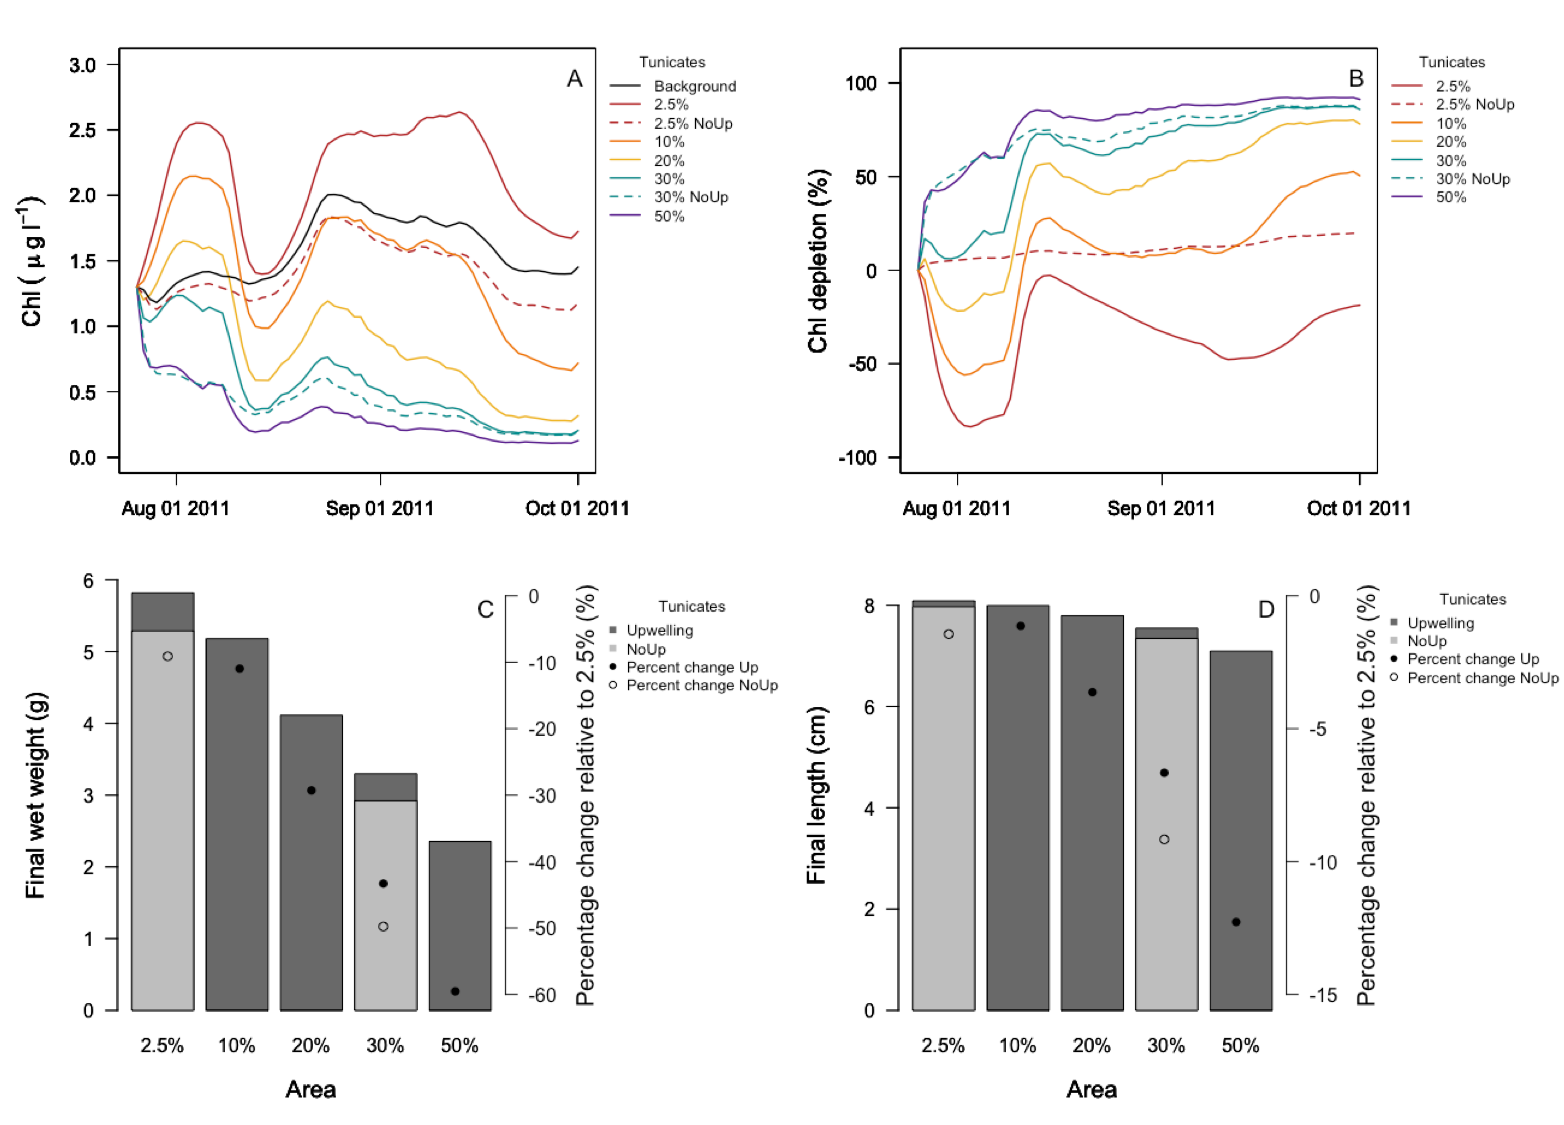 A
Chl ( μ g l⁻¹)
3.0
2.5
2.0
1.5
1.0
0.5
0.0
Aug 01 2011
Sep 01 2011
Oct 01 2011
Tunicates
Background
2.5%
2.5% NoUp
10%
20%
30%
30% NoUp
50%
B
Chl depletion (%)
100
50
0
-50
-100
Aug 01 2011
Sep 01 2011
Oct 01 2011
Tunicates
2.5%
2.5% NoUp
10%
20%
30%
30% NoUp
50%
C
Final wet weight (g)
6
5
4
3
2
1
0
2.5%
10%
20%
30%
50%
Area
0
-10
-20
-30
-40
-50
-60
Percentage change relative to 2.5% (%)
Tunicates
Upwelling
NoUp
Percent change Up
Percent change NoUp
D
Final length (cm)
8
6
4
2
0
2.5%
10%
20%
30%
50%
Area
0
-5
-10
-15
Percentage change relative to 2.5% (%)
Tunicates
Upwelling
NoUp
Percent change Up
Percent change NoUp